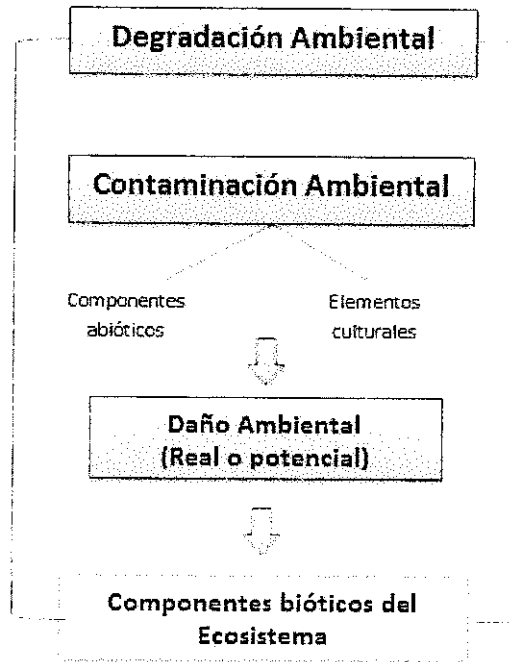 Degradación Ambiental
Contaminación Ambiental
Componentes
abióticos
Elementos
culturales
Daño Ambiental
(Real o potencial)
Componentes bióticos del
Ecosistema